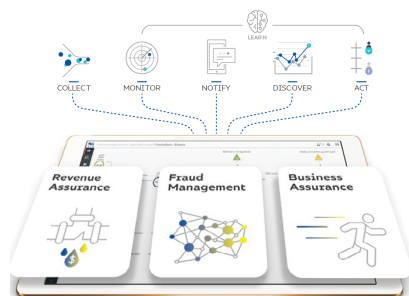 LEARN
COLLECT
MONITOR
NOTIFY
DISCOVER
ACT
Revenue
Assurance
Fraud
Management
Business
Assurance